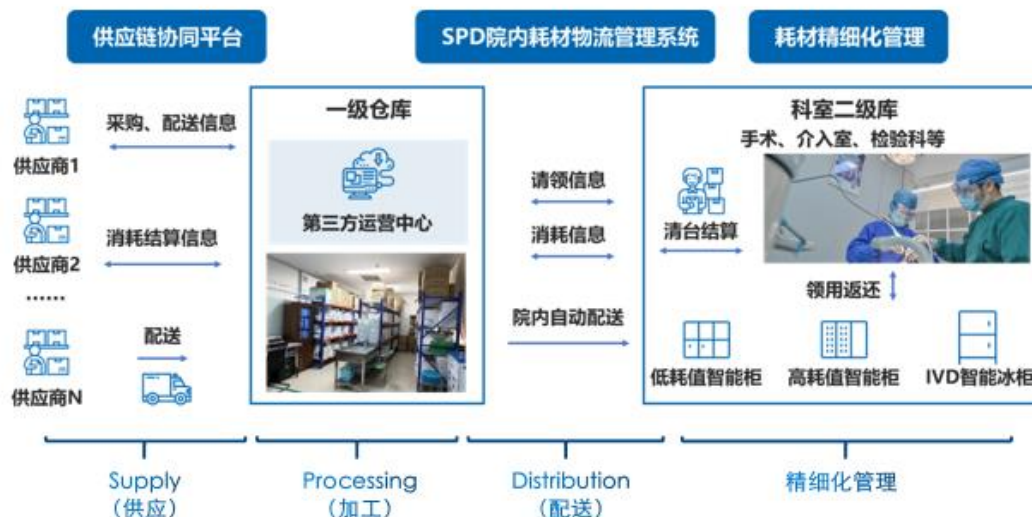 供应链协同平台
SPD院内耗材物流管理系统
耗材精细化管理
供应商1
供应商2
……
供应商N
采购、配送信息
消耗结算信息
配送
一级仓库
第三方运营中心
请领信息
消耗信息
院内自动配送
科室二级库
手术、介入室、检验科等
清台结算
领用返还
低耗值智能柜
高耗值智能柜
IVD智能冰柜
Supply
（供应）
Processing
（加工）
Distribution
（配送）
精细化管理